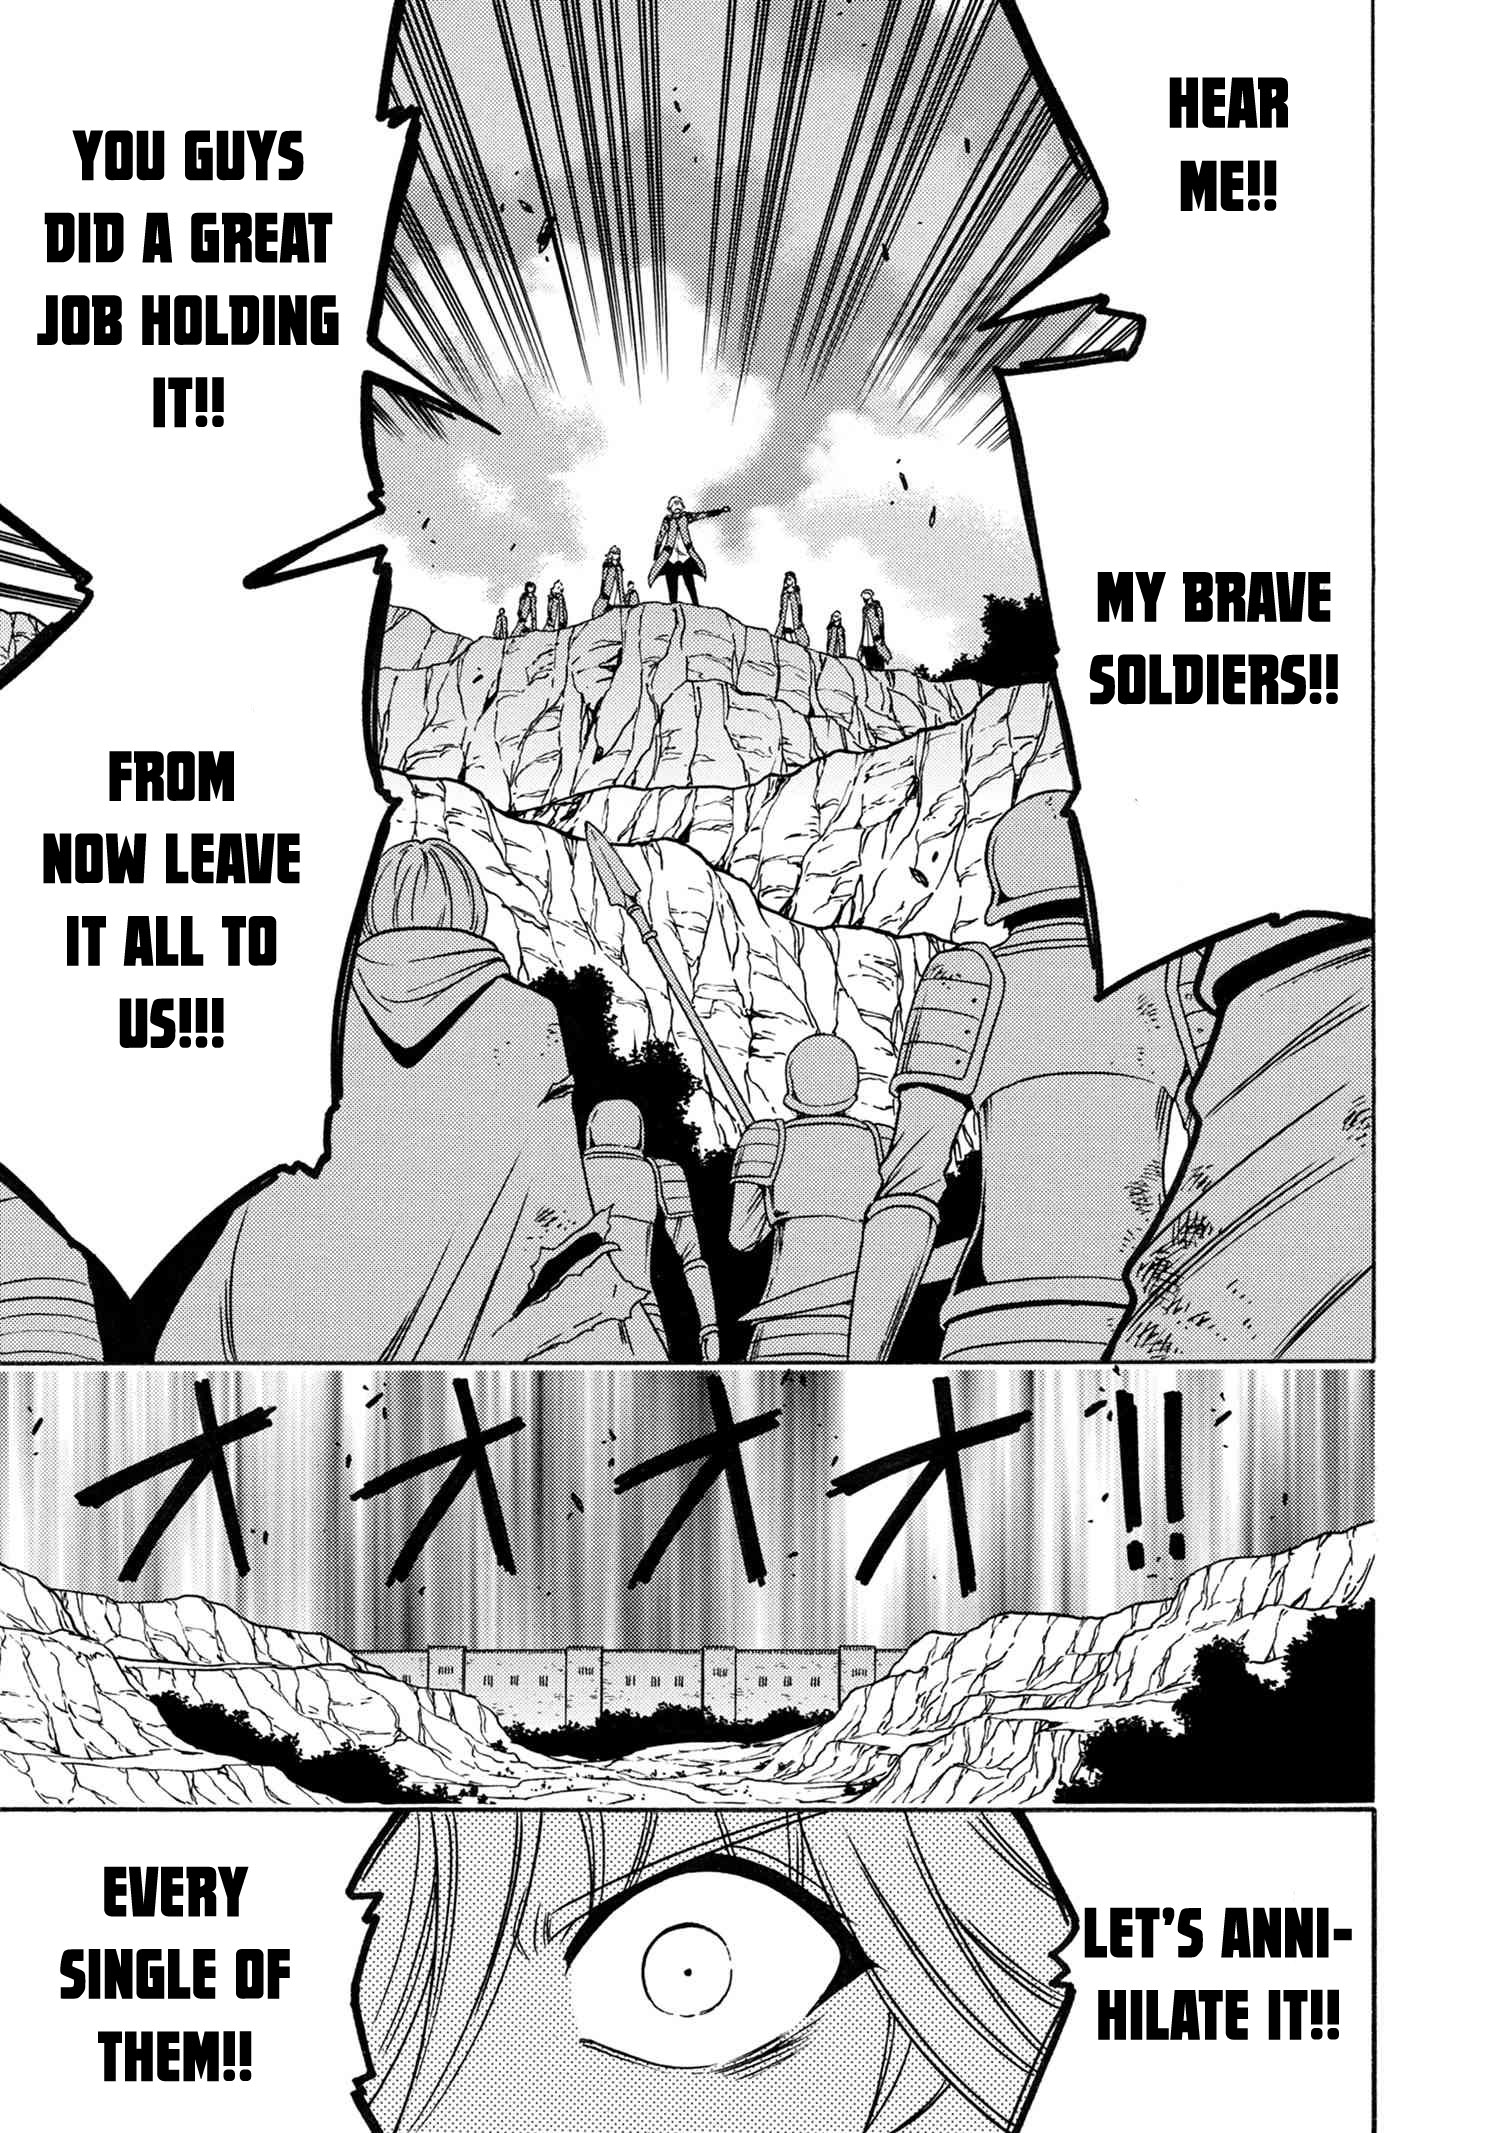 HEAR
ME!!
MY BRAVE
SOLDIERS!!
YOU GUYS
DID A GREAT
JOB HOLDING
IT!!
FROM
NOW LEAVE
IT ALL TO
US!!!
オオオオ!!
LET'S ANNI-
HILATE IT!!
EVERY
SINGLE OF
THEM!!